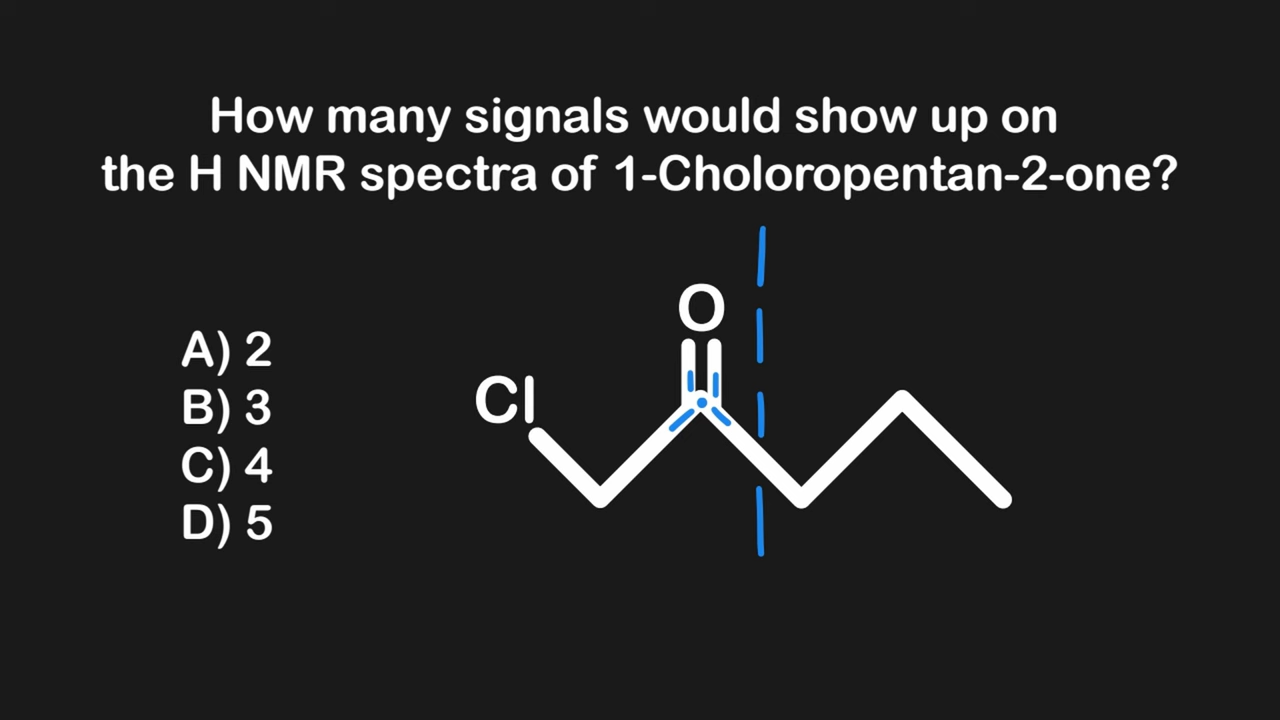 How many signals would show up on
the H NMR spectra of 1-Choloropentan-2-one?
O
A) 2
Cl
B) 3
C) 4
D) 5